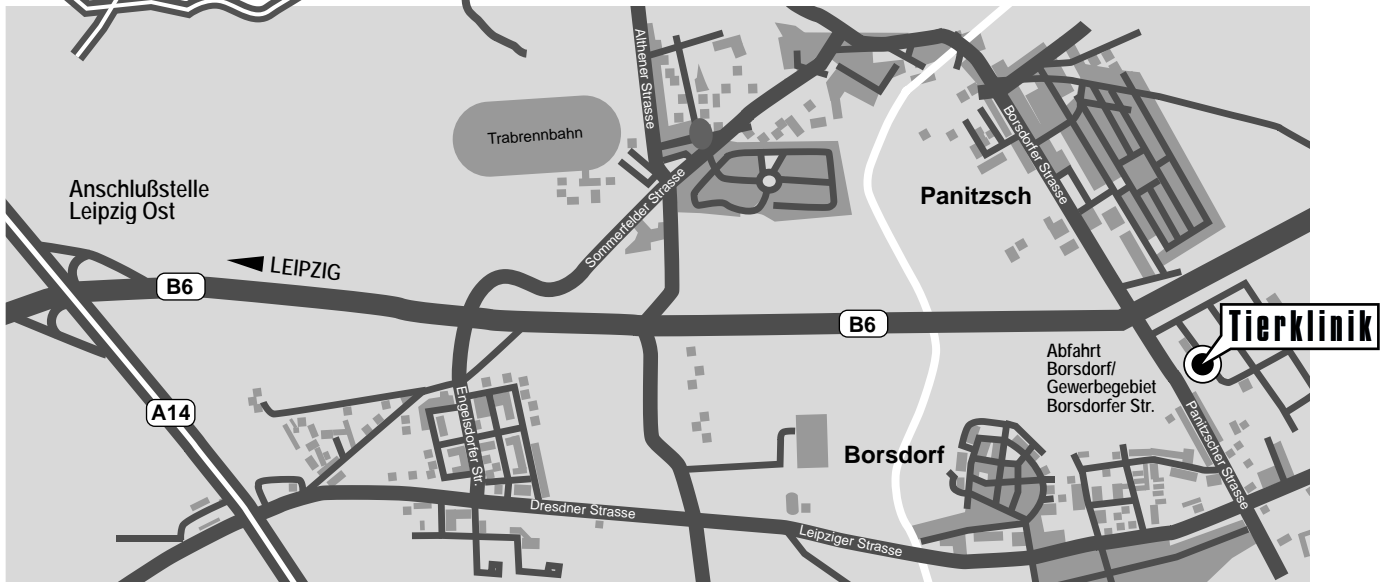 Althener Strasse
Trabrennbahn
Borsdorfer Strasse
Anschlußstelle
Leipzig Ost
Panitzsch
Sommerfelder Strasse
LEIPZIG
B6
B6
Tierklinik
Abfahrt
Borsdorf/
Gewerbegebiet
Borsdorfer Str.
A14
Engelsdorfer Str.
Panitzscher Strasse
Borsdorf
Dresdner Strasse
Leipziger Strasse